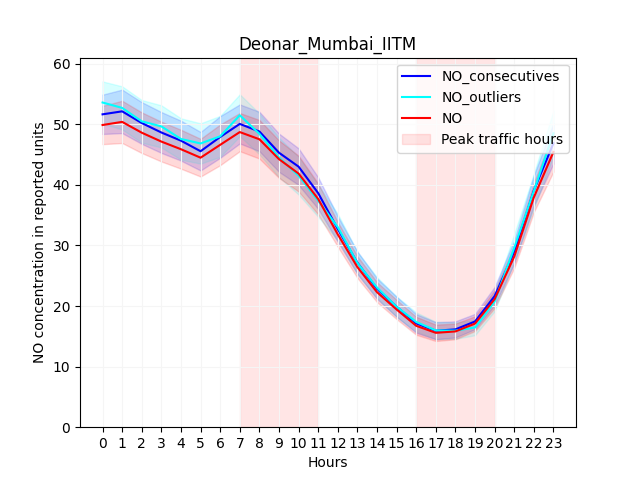 Deonar_Mumbai_IITM
NO_consecutives
NO_outliers
NO
Peak traffic hours
NO concentration in reported units
60
50
40
30
20
10
0
0 1 2 3 4 5 6 7 8 9 10 11 12 13 14 15 16 17 18 19 20 21 22 23
Hours